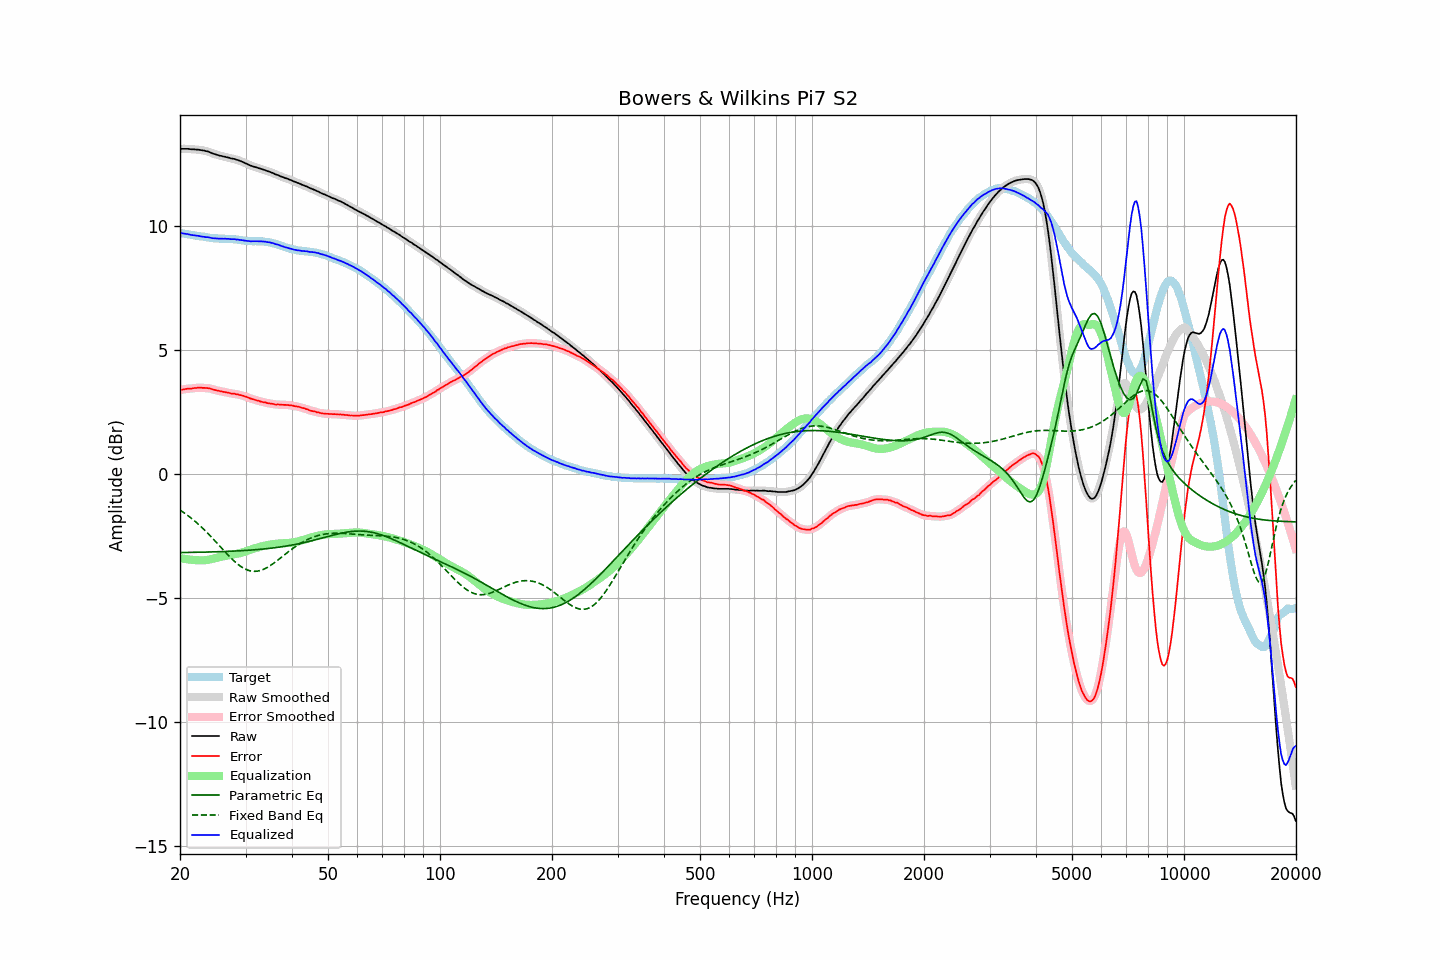 Bowers & Wilkins Pi7 S2
Amplitude (dBr)
10
5
0
−5
−10
−15
Target
Raw Smoothed
Error Smoothed
Raw
Error
Equalization
Parametric Eq
Fixed Band Eq
Equalized
20 50 100 200 500 1000 2000 5000 10000 20000
Frequency (Hz)